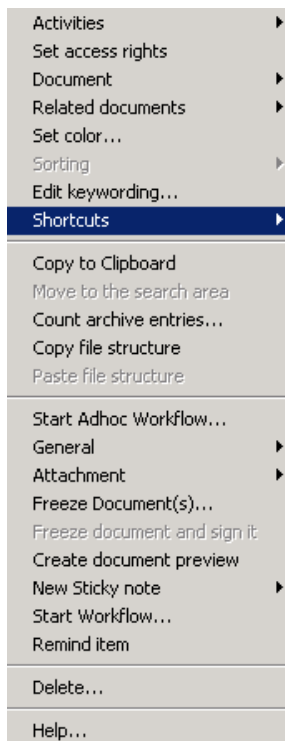 Activities
Set access rights
Document
Related documents
Set color...
Sorting
Edit keywording...
Shortcuts
Copy to Clipboard
Move to the search area
Count archive entries...
Copy file structure
Paste file structure
Start Adhoc Workflow...
General
Attachment
Freeze Document(s)...
Freeze document and sign it
Create document preview
New Sticky note
Start Workflow...
Remind item
Delete...
Help...